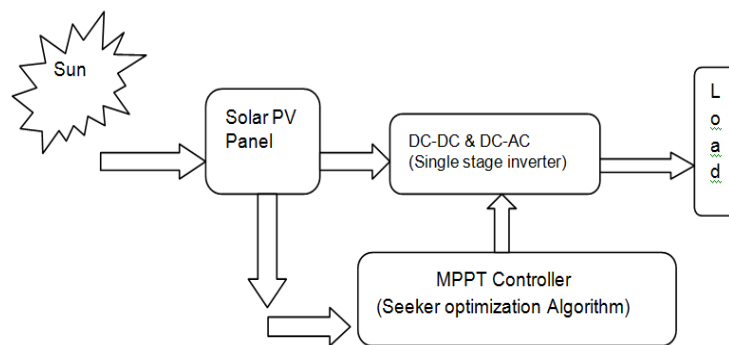 Sun
Solar PV
Panel
DC-DC & DC-AC
(Single stage inverter)
L
o
a
d
MPPT Controller
(Seeker optimization Algorithm)